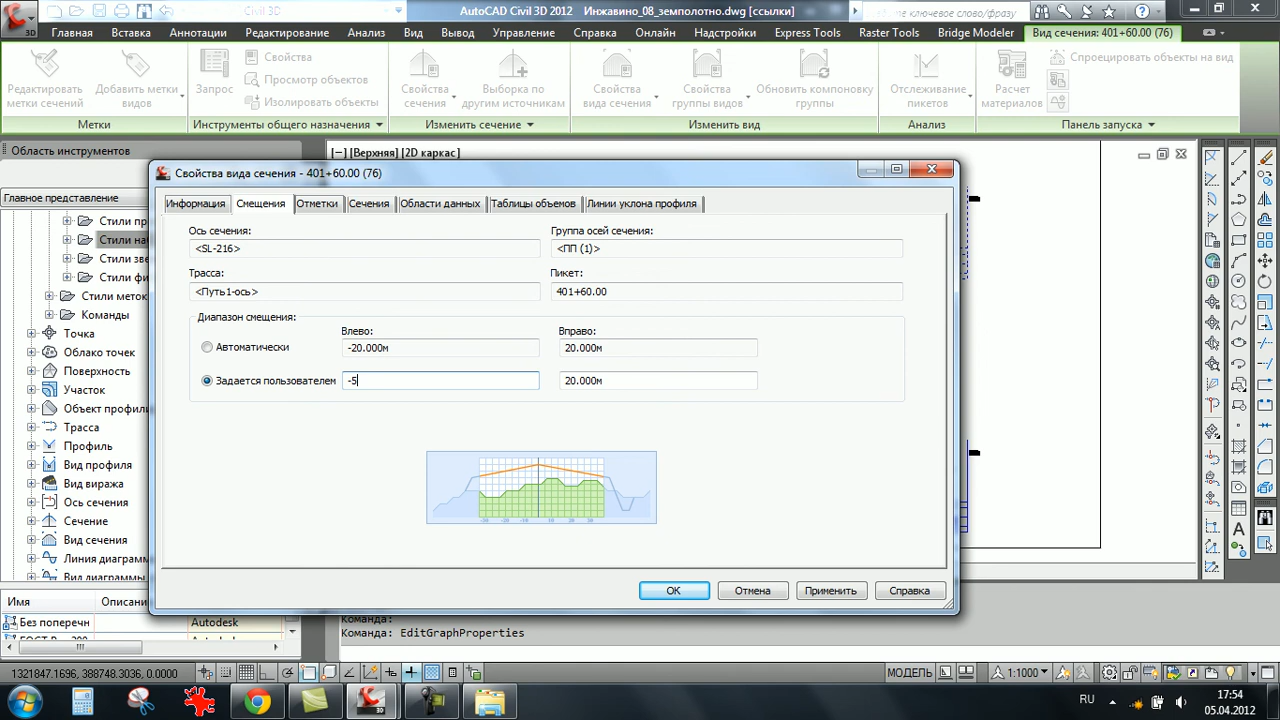 Civil 3D
AutoCAD Civil 3D 2012 Инжавино_08_земполотно.dwg [ссылки]
те ключевое слово/фразу
Главная Вставка Аннотации Редактирование Анализ Вид Вывод Управление Справка Онлайн Надстройки Express Tools Raster Tools Bridge Modeler Вид сечения: 401+60.00 (76)
Редактировать метки сечений
Добавить метки видов
Запрос
Свойства
Просмотр объектов
Изолировать объекты
Свойства сечения
Выборка по другим источникам
Свойства вида сечения
Свойства группы видов
Обновить компоновку группы
Отслеживание пикетов
Расчет материалов
Спроецировать объекты на вид
Метки Инструменты общего назначения Изменить сечение Изменить вид Анализ Панель запуска
Область инструментов
[–] [Верхняя] [2D каркас]
Главное представление
Стили пр
Стили на
Стили зве
Стили фи
Стили меток
Команды
Точка
Облако точек
Поверхность
Участок
Объект профили
Трасса
Профиль
Вид профиля
Вид виража
Ось сечения
Сечение
Вид сечения
Линия диаграмм
Вид диаграммы
Имя Описани
Без поперечн Autodesk
Свойства вида сечения - 401+60.00 (76)
Информация Смещения Отметки Сечения Области данных Таблицы объемов Линии уклона профиля
Ось сечения: Группа осей сечения:
<SL-216> <ПП (1)>
Трасса: Пикет:
<Путь1-ось> 401+60.00
Диапазон смещения:
Влево: Вправо:
Автоматически -20.000м 20.000м
Задается пользователем -5 20.000м
OK Отмена Применить Справка
Команда:
Команда: EditGraphProperties
1321847.1696, 388748.3036, 0.0000
МОДЕЛЬ 1:1000
RU 17:54
05.04.2012